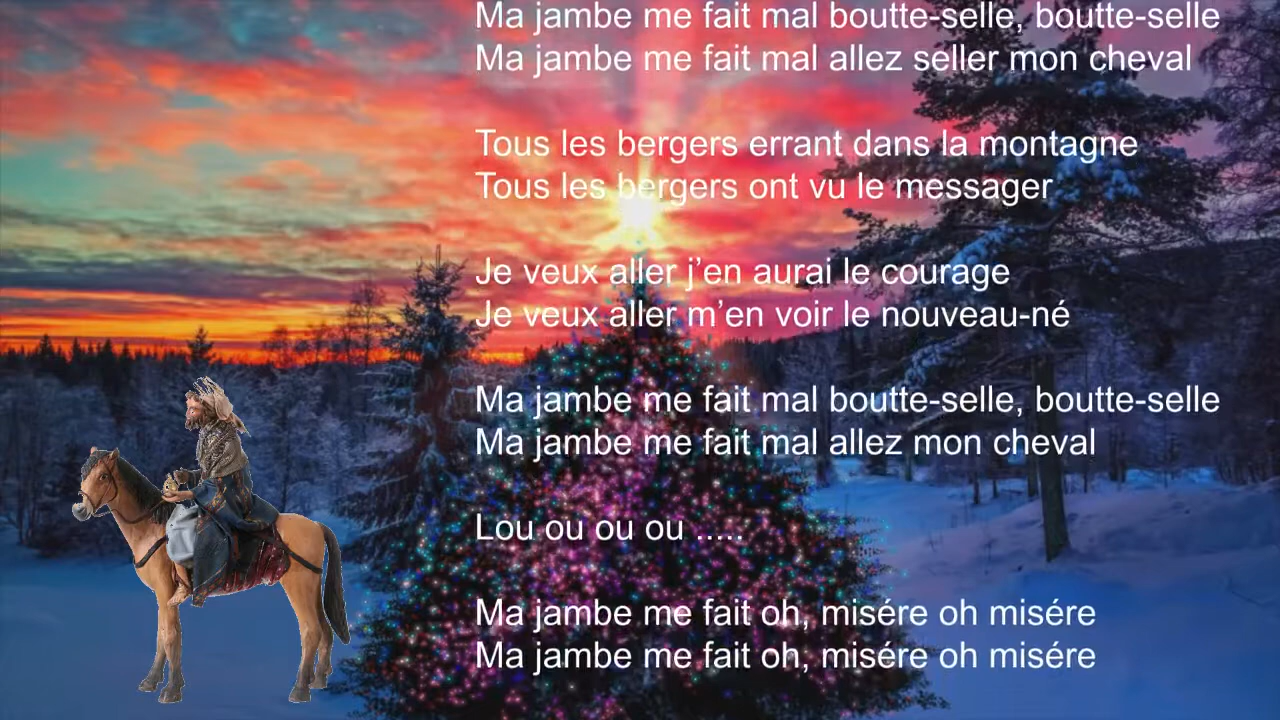 Ma jambe me fait mal boutte-selle, boutte-selle
Ma jambe me fait mal allez seller mon cheval
Tous les bergers errant dans la montagne
Tous les bergers ont vu le messager
Je veux aller j’en aurai le courage
Je veux aller m’en voir le nouveau-né
Ma jambe me fait mal boutte-selle, boutte-selle
Ma jambe me fait mal allez mon cheval
Lou ou ou ou .....
Ma jambe me fait oh, misére oh misére
Ma jambe me fait oh, misére oh misére